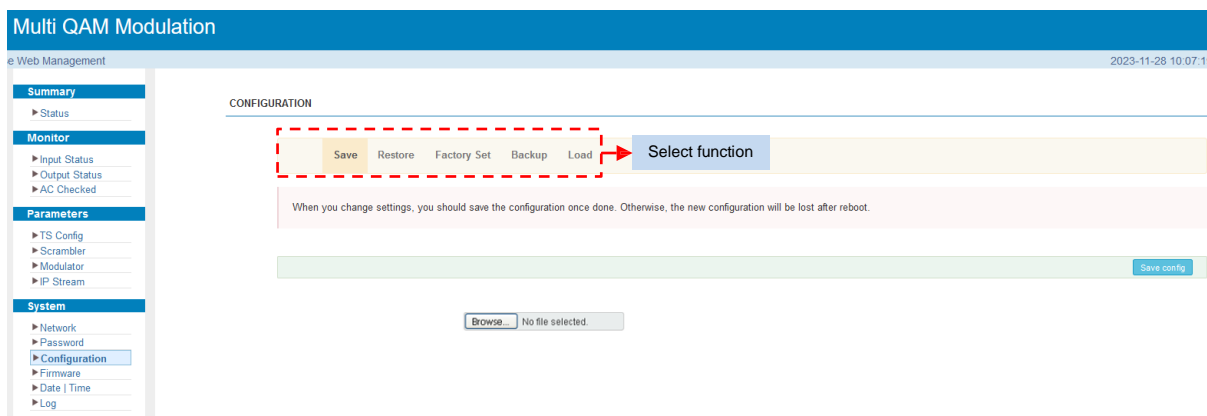 Multi QAM Modulation
e Web Management
2023-11-28 10:07:1
Summary
Status
Monitor
Input Status
Output Status
AC Checked
Parameters
TS Config
Scrambler
Modulator
IP Stream
System
Network
Password
Configuration
Firmware
Date | Time
Log
CONFIGURATION
Save Restore Factory Set Backup Load
Select function
When you change settings, you should save the configuration once done. Otherwise, the new configuration will be lost after reboot.
Save config
Browse... No file selected.